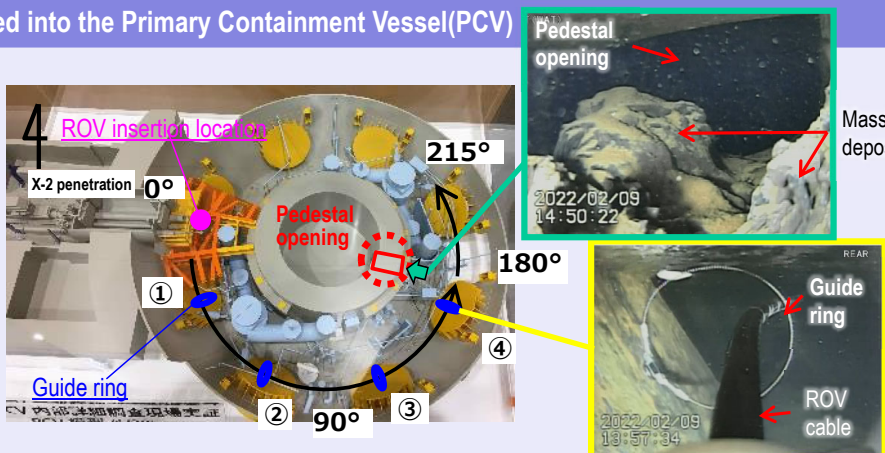 ed into the Primary Containment Vessel(PCV)
Pedestal
opening
Mass
depos
2022/02/09
14:50:22
ROV insertion location
X-2 penetration
0°
215°
Pedestal
opening
180°
①
④
Guide ring
②
90°
③
REAR
Guide
ring
ROV
cable
2022/02/09
13:57:34